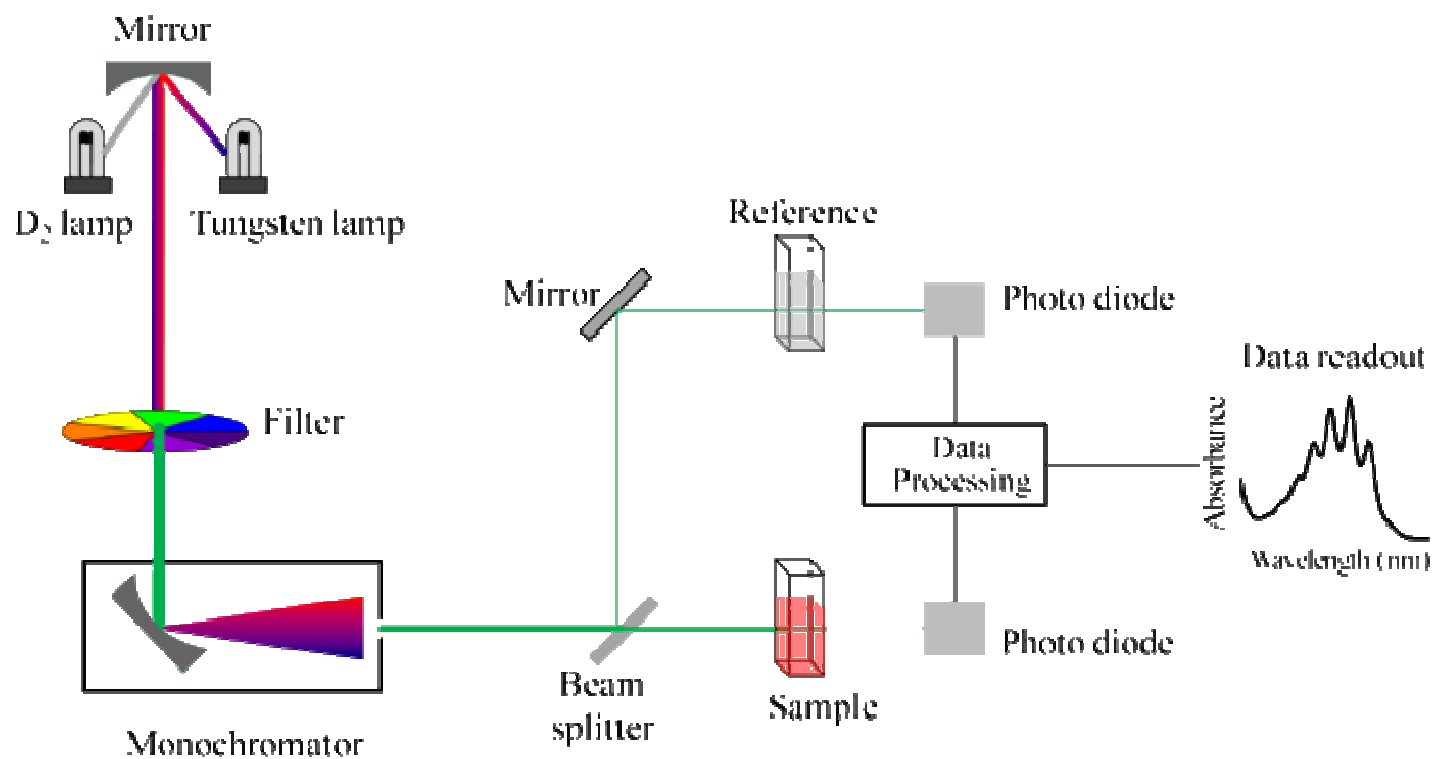 Mirror
D2 lamp
Tungsten lamp
Reference
Mirror
Photo diode
Data readout
Filter
Absorbance
Data
Processing
Wavelength (nm)
Photo diode
Beam
splitter
Sample
Monochromator